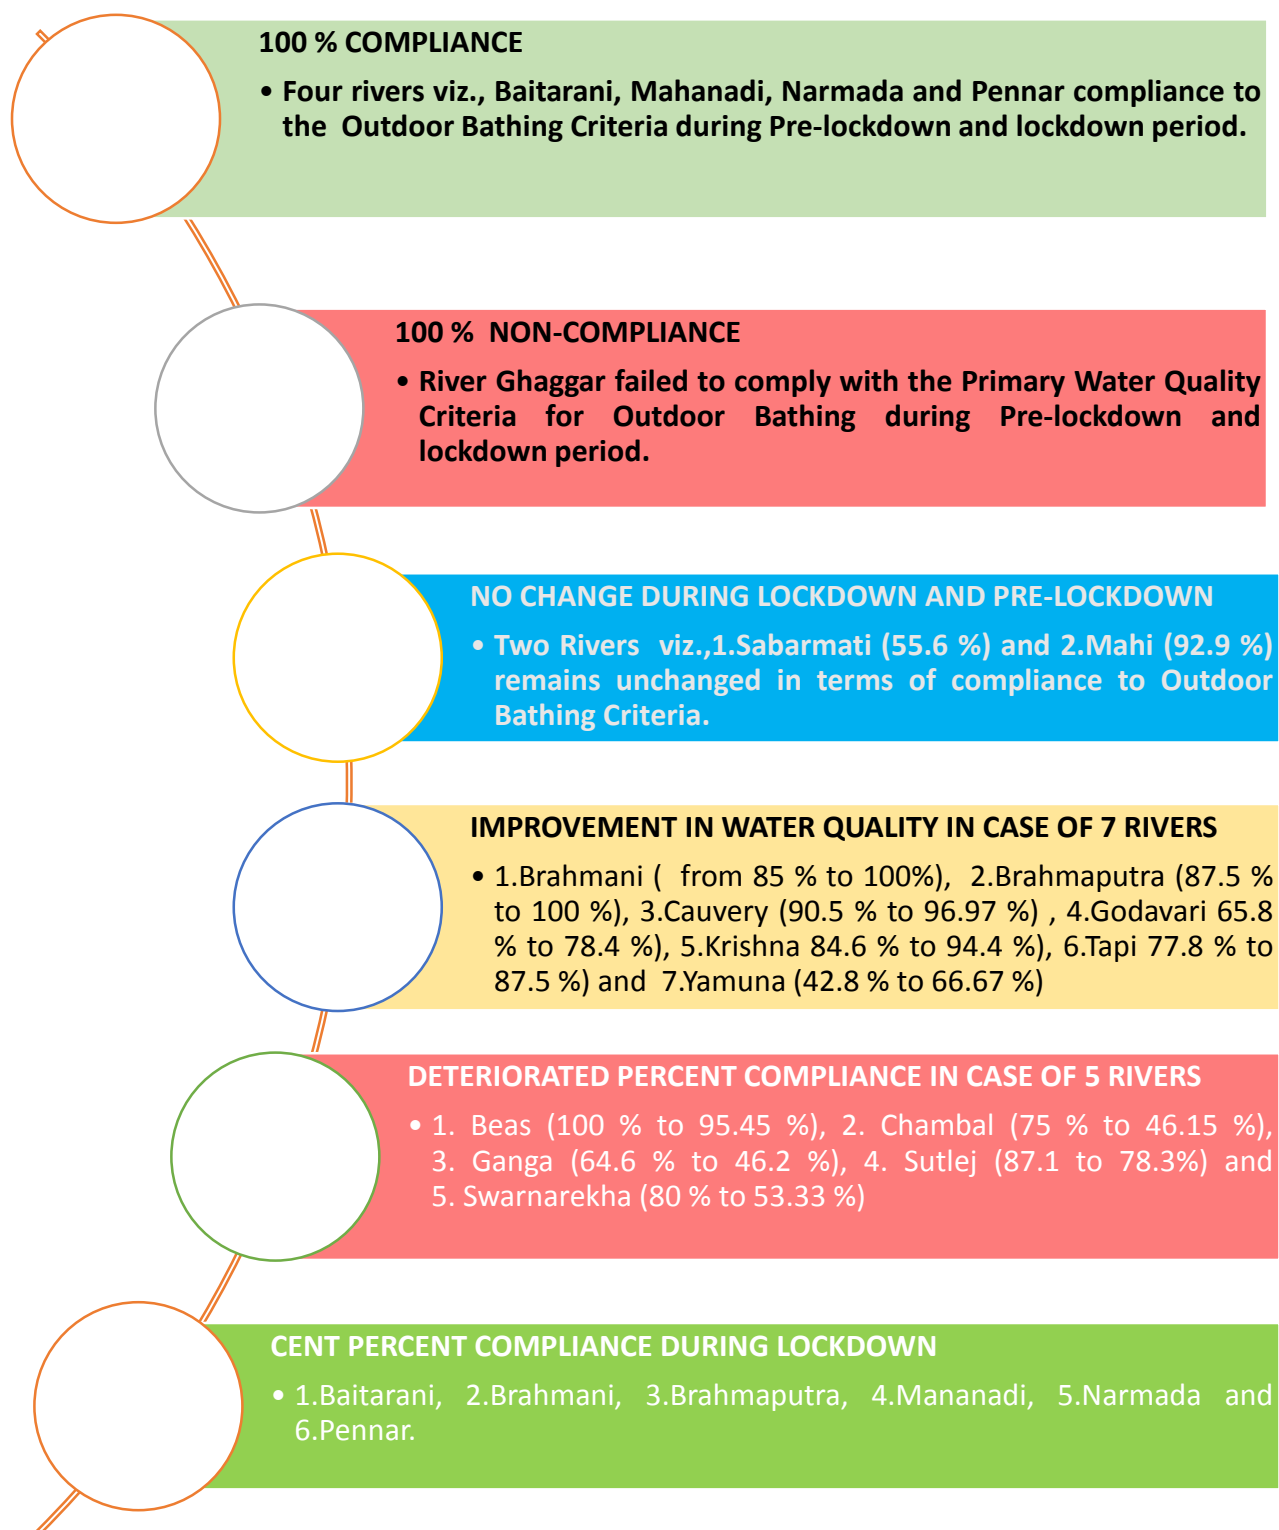 100 % COMPLIANCE
• Four rivers viz., Baitarani, Mahanadi, Narmada and Pennar compliance to
the Outdoor Bathing Criteria during Pre-lockdown and lockdown period.
100 % NON-COMPLIANCE
• River Ghaggar failed to comply with the Primary Water Quality
Criteria for Outdoor Bathing during Pre-lockdown and
lockdown period.
NO CHANGE DURING LOCKDOWN AND PRE-LOCKDOWN
• Two Rivers viz.,1.Sabarmati (55.6 %) and 2.Mahi (92.9 %)
remains unchanged in terms of compliance to Outdoor
Bathing Criteria.
IMPROVEMENT IN WATER QUALITY IN CASE OF 7 RIVERS
• 1.Brahmani ( from 85 % to 100%), 2.Brahmaputra (87.5 %
to 100 %), 3.Cauvery (90.5 % to 96.97 %) , 4.Godavari 65.8
% to 78.4 %), 5.Krishna 84.6 % to 94.4 %), 6.Tapi 77.8 % to
87.5 %) and 7.Yamuna (42.8 % to 66.67 %)
DETERIORATED PERCENT COMPLIANCE IN CASE OF 5 RIVERS
• 1. Beas (100 % to 95.45 %), 2. Chambal (75 % to 46.15 %),
3. Ganga (64.6 % to 46.2 %), 4. Sutlej (87.1 to 78.3%) and
5. Swarnarekha (80 % to 53.33 %)
CENT PERCENT COMPLIANCE DURING LOCKDOWN
• 1.Baitarani, 2.Brahmani, 3.Brahmaputra, 4.Mananadi, 5.Narmada and
6.Pennar.